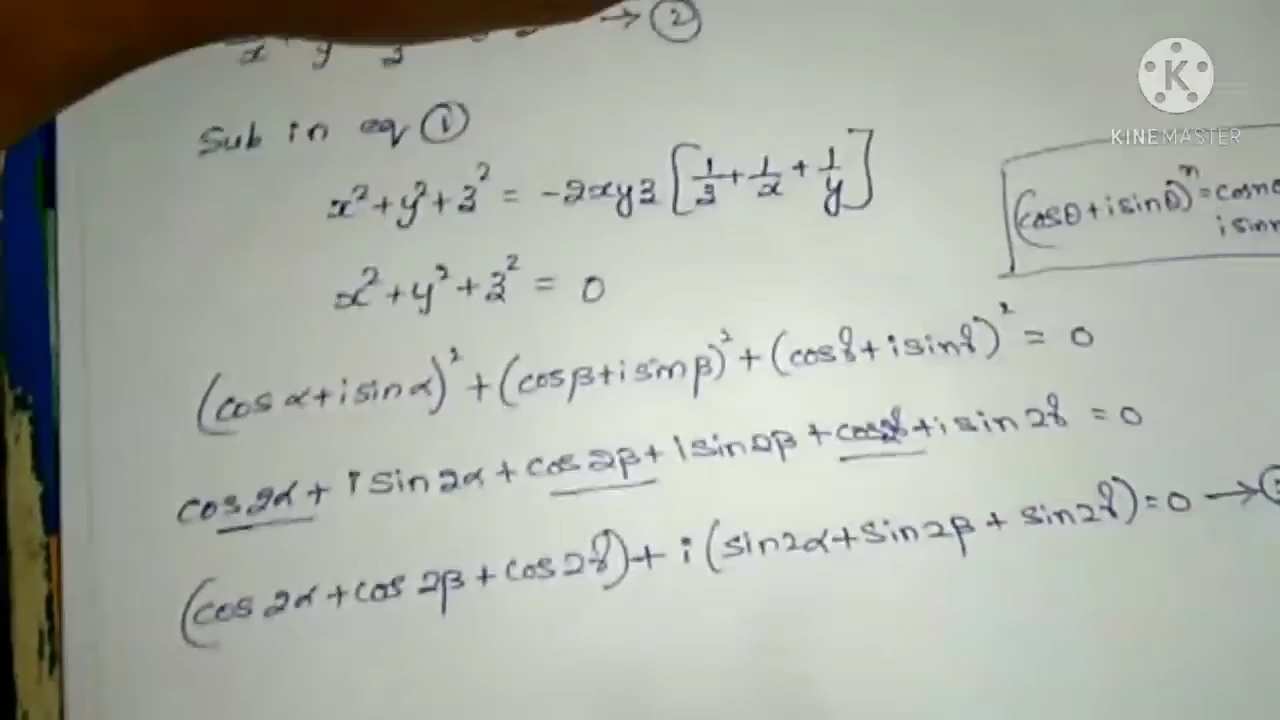 x y z → ②
Sub in eq ①
x² + y² + z² = -2xyz [1/z + 1/x + 1/y]
x² + y² + z² = 0
(cos α + i sin α)² + (cos β + i sin β)² + (cos γ + i sin γ)² = 0
cos 2α + i sin 2α + cos 2β + i sin 2β + cos 2γ + i sin 2γ = 0
(cos 2α + cos 2β + cos 2γ) + i (sin 2α + sin 2β + sin 2γ) = 0 →
(cos θ + i sin θ)ⁿ = cos n
i sin
KINEMASTER